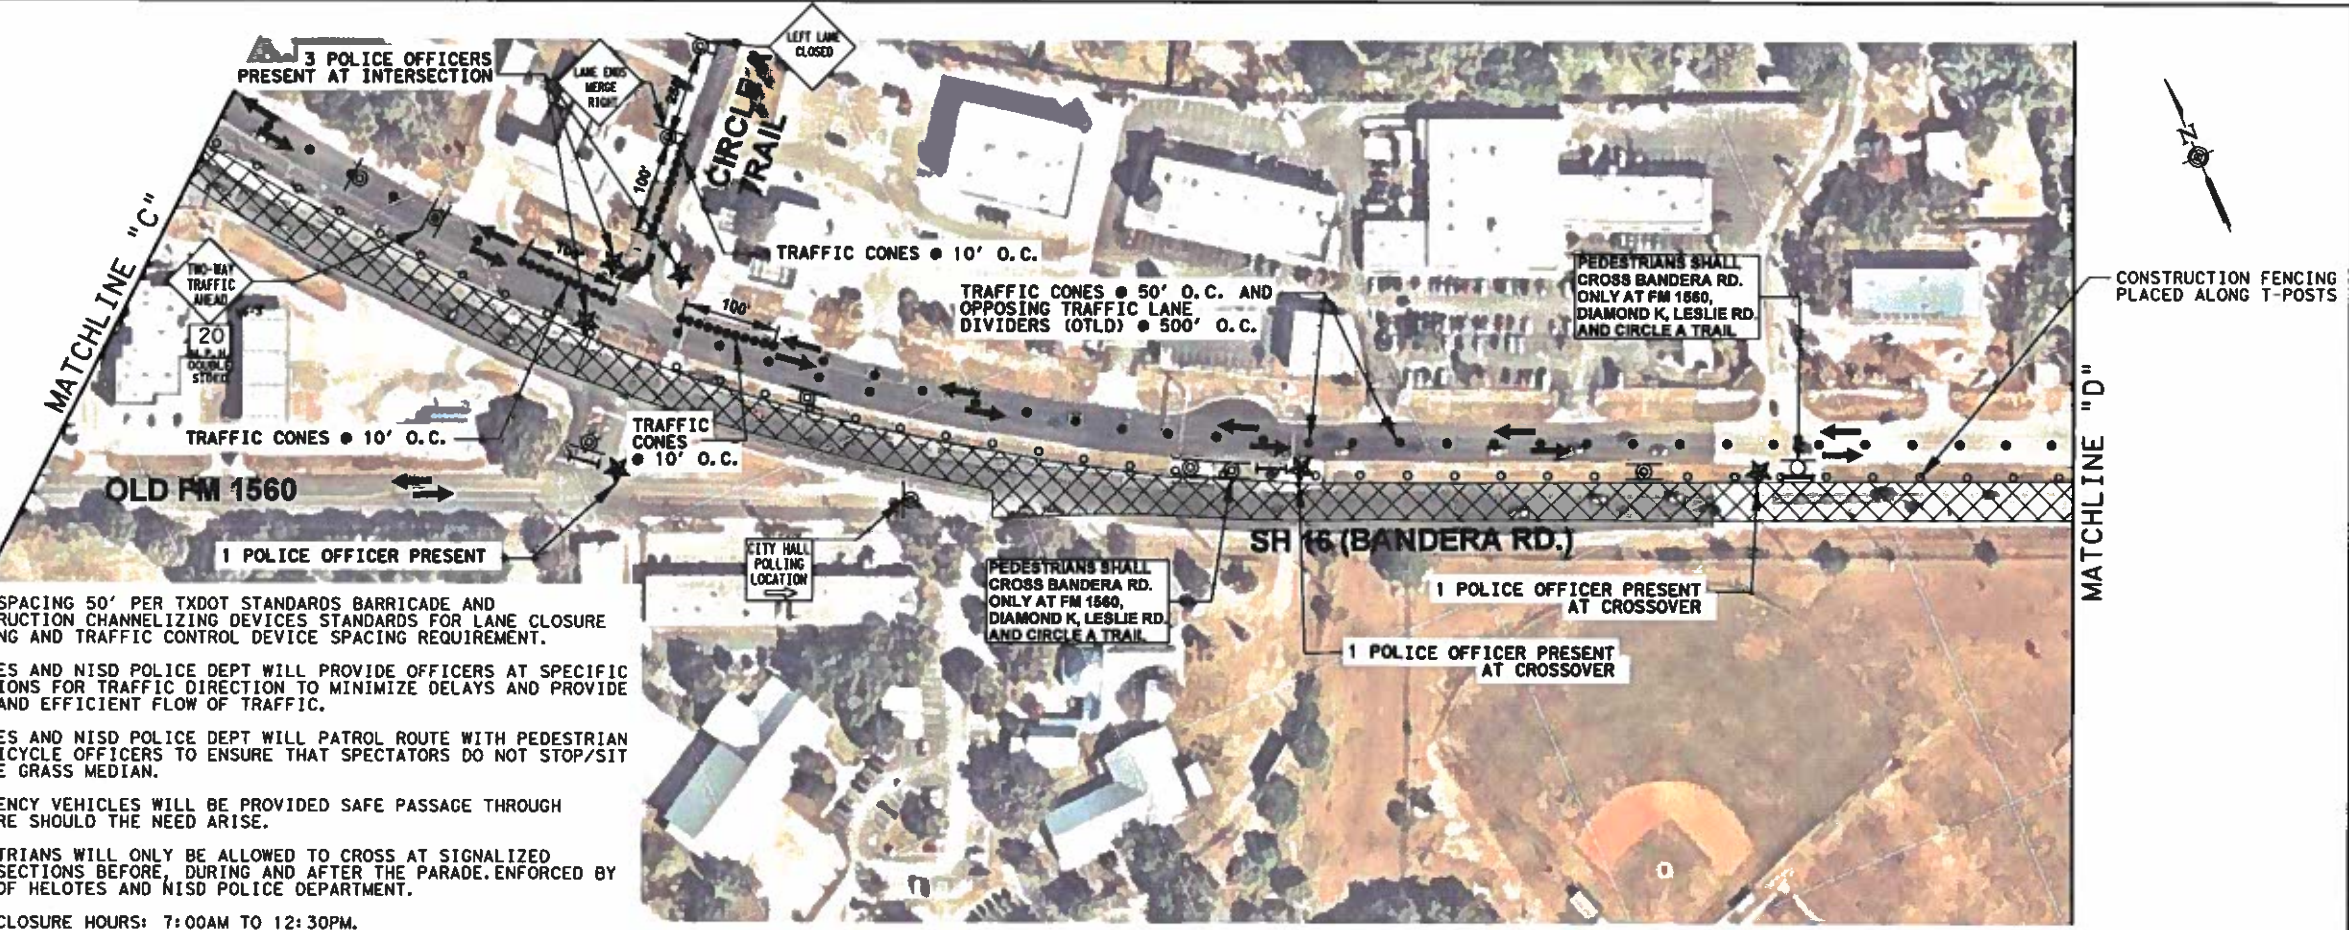 3 POLICE OFFICERS
PRESENT AT INTERSECTION
LANE ENDS
MERGE
RIGHT
LEFT LANE
CLOSED
CIRCLE A
TRAIL
100'
100'
N
MATCHLINE "C"
TWO-WAY
TRAFFIC
AHEAD
20
M.P.H.
DOUBLE
SIDED
TRAFFIC CONES @ 10' O.C.
TRAFFIC CONES @ 50' O.C. AND
OPPOSING TRAFFIC LANE
DIVIDERS (OTLD) @ 500' O.C.
100'
PEDESTRIANS SHALL
CROSS BANDERA RD.
ONLY AT FM 1560,
DIAMOND K, LESLIE RD.
AND CIRCLE A TRAIL
CONSTRUCTION FENCING
PLACED ALONG T-POSTS
MATCHLINE "D"
TRAFFIC CONES @ 10' O.C.
TRAFFIC
CONES
@ 10' O.C.
OLD FM 1560
1 POLICE OFFICER PRESENT
CITY HALL
POLLING
LOCATION
SH 16 (BANDERA RD.)
PEDESTRIANS SHALL
CROSS BANDERA RD.
ONLY AT FM 1560,
DIAMOND K, LESLIE RD.
AND CIRCLE A TRAIL
1 POLICE OFFICER PRESENT
AT CROSSOVER
1 POLICE OFFICER PRESENT
AT CROSSOVER
SPACING 50' PER TXDOT STANDARDS BARRICADE AND
RUCTION CHANNELIZING DEVICES STANDARDS FOR LANE CLOSURE
NG AND TRAFFIC CONTROL DEVICE SPACING REQUIREMENT.
ES AND NISD POLICE DEPT WILL PROVIDE OFFICERS AT SPECIFIC
IONS FOR TRAFFIC DIRECTION TO MINIMIZE DELAYS AND PROVIDE
AND EFFICIENT FLOW OF TRAFFIC.
ES AND NISD POLICE DEPT WILL PATROL ROUTE WITH PEDESTRIAN
ICYCLE OFFICERS TO ENSURE THAT SPECTATORS DO NOT STOP/SIT
E GRASS MEDIAN.
ENCY VEHICLES WILL BE PROVIDED SAFE PASSAGE THROUGH
RE SHOULD THE NEED ARISE.
TRIANS WILL ONLY BE ALLOWED TO CROSS AT SIGNALIZED
SECTIONS BEFORE, DURING AND AFTER THE PARADE. ENFORCED BY
OF HELOTES AND NISD POLICE DEPARTMENT.
CLOSURE HOURS: 7:00AM TO 12:30PM.